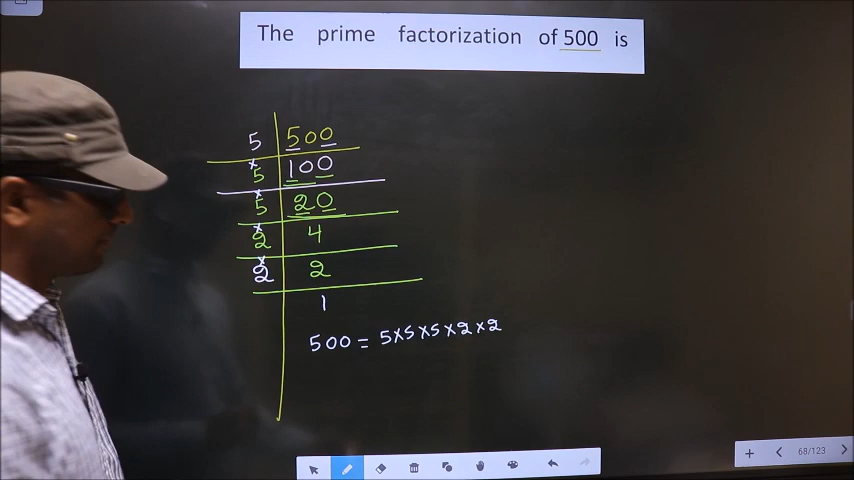 The prime factorization of 500 is
5 500
× 5 100
× 5 20
× 2 4
× 2 2
1
500 = 5×5×5×2×2
68/123